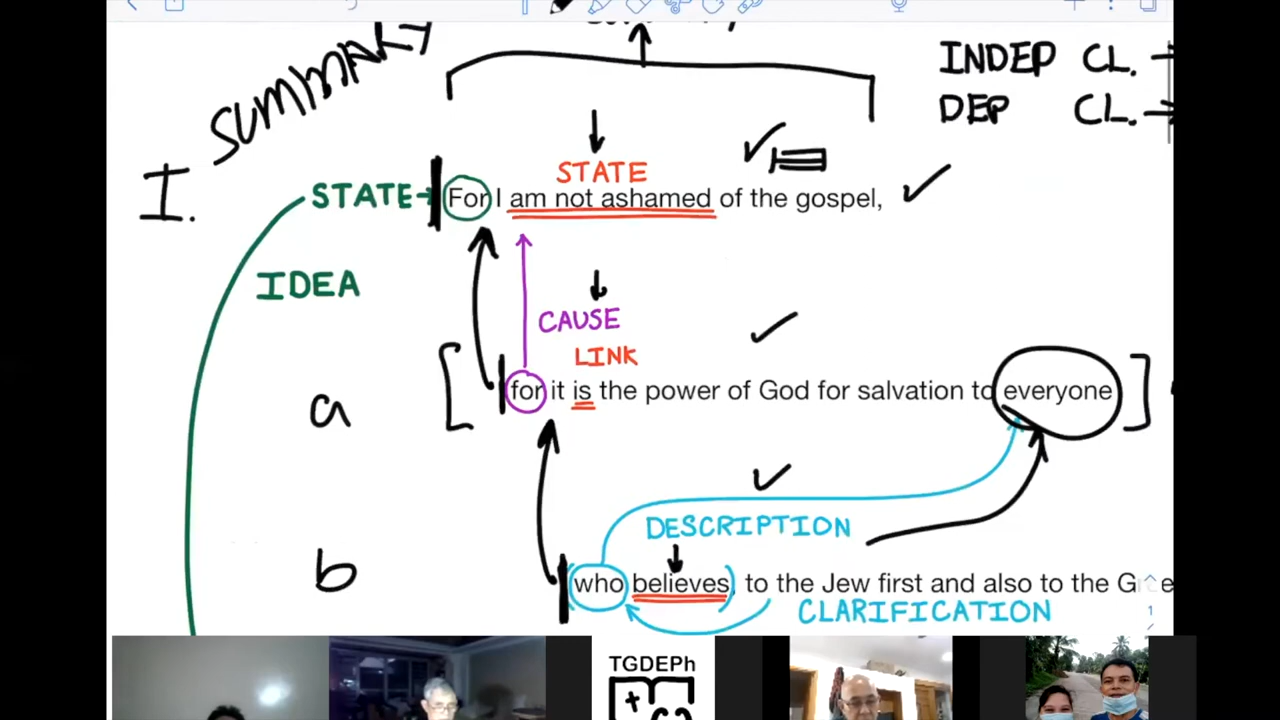 SUMMARY
INDEP CL. →
DEP CL. →
I.
STATE
STATE
For I am not ashamed of the gospel,
IDEA
CAUSE
LINK
a
for it is the power of God for salvation to everyone
DESCRIPTION
b
(who believes), to the Jew first and also to the
CLARIFICATION
1
TGDEPh